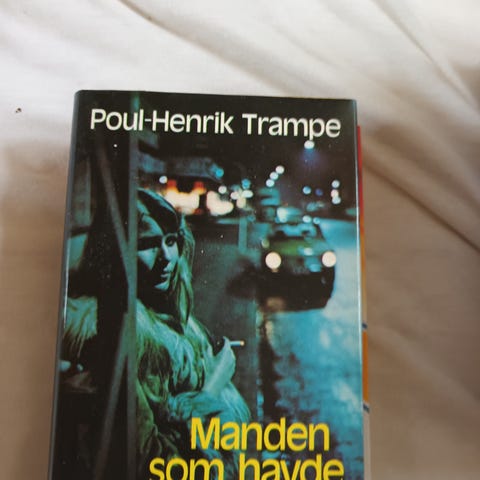 Poul-Henrik Trampe
Manden
som havde